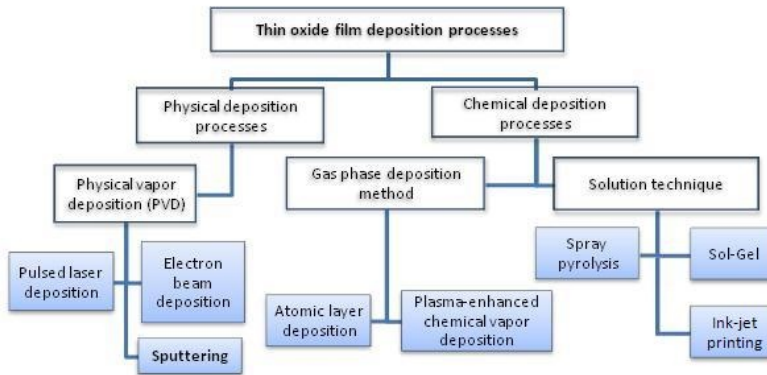 Thin oxide film deposition processes
Physical deposition
processes
Chemical deposition
processes
Physical vapor
deposition (PVD)
Gas phase deposition
method
Solution technique
Pulsed laser
deposition
Electron
beam
deposition
Sputtering
Atomic layer
deposition
Plasma-enhanced
chemical vapor
deposition
Spray
pyrolysis
Sol-Gel
Ink-jet
printing